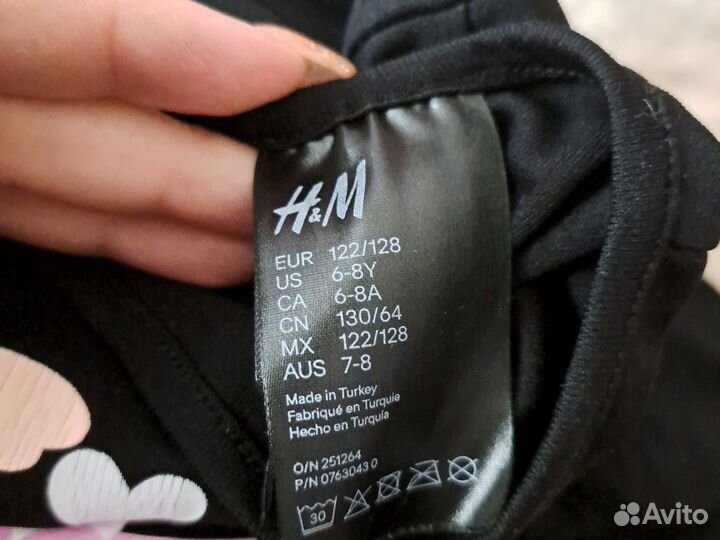 H&M
EUR 122/128
US 6-8Y
CA 6-8A
CN 130/64
MX 122/128
AUS 7-8
Made in Turkey
Fabriqué en Turquie
Hecho en Turquía
O/N 251264
P/N 0763043 0
30
Avito